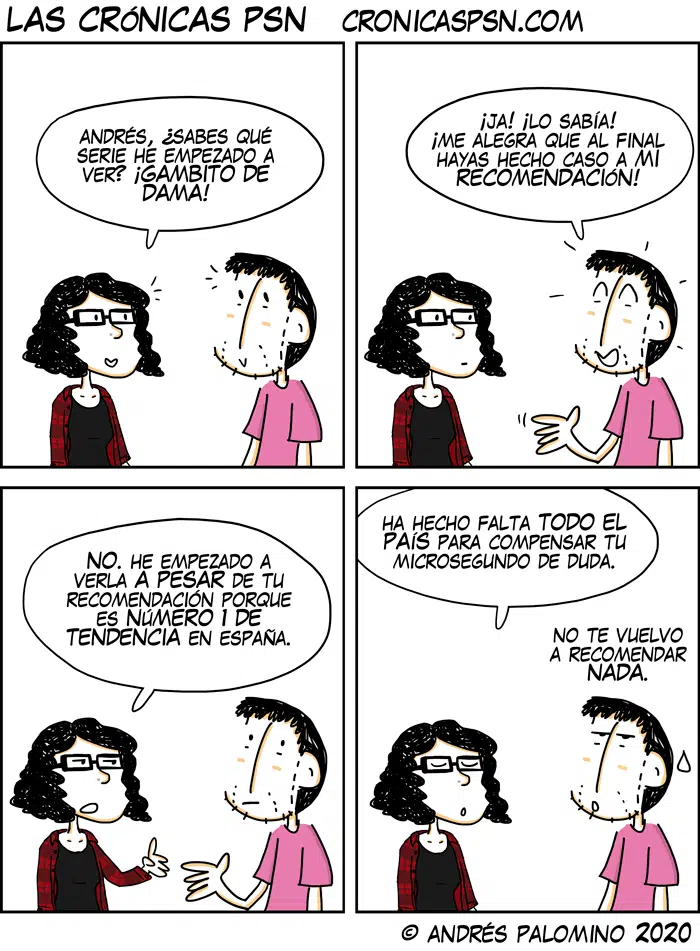 LAS CRÓNICAS PSN CRONICASPSN.COM
ANDRÉS, ¿SABES QUÉ
SERIE HE EMPEZADO A
VER? ¡GAMBITO DE
DAMA!
¡JA! ¡LO SABÍA!
¡ME ALEGRA QUE AL FINAL
HAYAS HECHO CASO A MI
RECOMENDACIÓN!
NO. HE EMPEZADO A
VERLA A PESAR DE TU
RECOMENDACIÓN PORQUE
ES NÚMERO 1 DE
TENDENCIA EN ESPAÑA.
HA HECHO FALTA TODO EL
PAÍS PARA COMPENSAR TU
MICROSEGUNDO DE DUDA.
NO TE VUELVO
A RECOMENDAR
NADA.
© ANDRÉS PALOMINO 2020